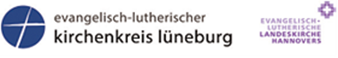 evangelisch-lutherischer
kirchenkreis lüneburg
EVANGELISCH-
LUTHERISCHE
LANDESKIRCHE
HANNOVERS